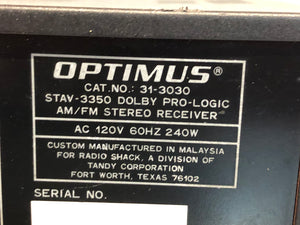 OPTIMUS®
CAT.NO.: 31-3030
STAV-3350 DOLBY PRO-LOGIC
AM/FM STEREO RECEIVER
AC 120V 60HZ 240W
CUSTOM MANUFACTURED IN MALAYSIA
FOR RADIO SHACK, A DIVISION OF
TANDY CORPORATION
FORT WORTH, TEXAS 76102
SERIAL NO.